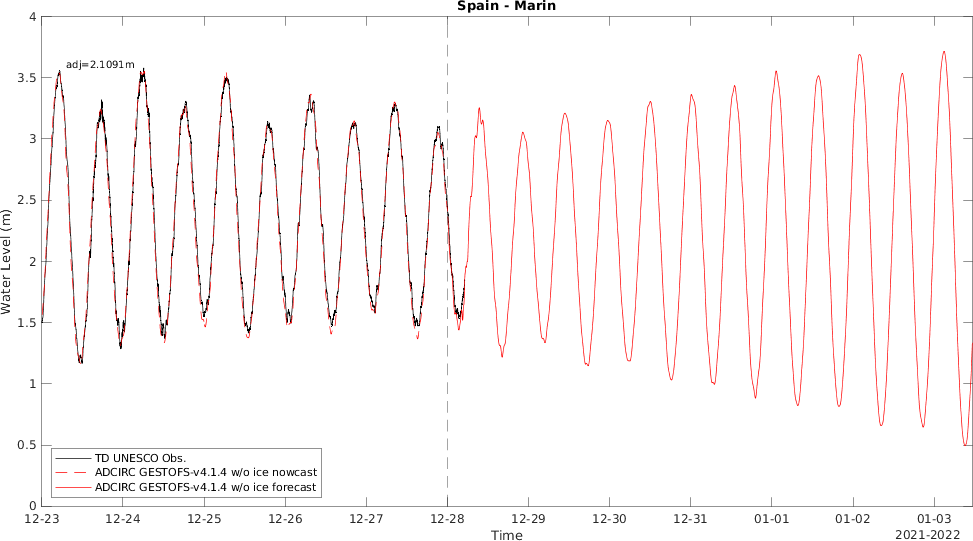 Spain - Marin
adj=2.1091m
Water Level (m)
4
3.5
3
2.5
2
1.5
1
0.5
0
TD UNESCO Obs.
ADCIRC GESTOFS-v4.1.4 w/o ice nowcast
ADCIRC GESTOFS-v4.1.4 w/o ice forecast
12-23 12-24 12-25 12-26 12-27 12-28 12-29 12-30 12-31 01-01 01-02 01-03
Time
2021-2022